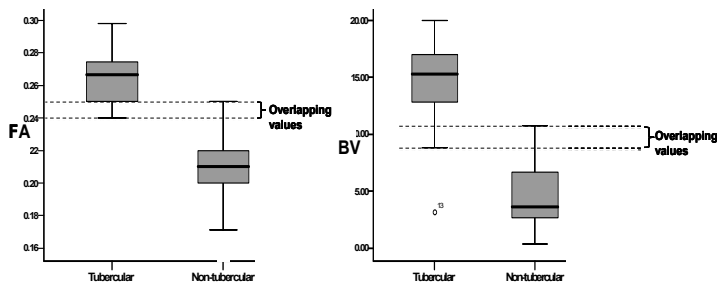 0.30
0.28
0.26
0.24
0.22
0.20
0.18
0.16
FA
Overlapping
values
Tubercular
Non-tubercular
20.00
15.00
10.00
5.00
0.00
BV
13
Overlapping
values
Tubercular
Non-tubercular